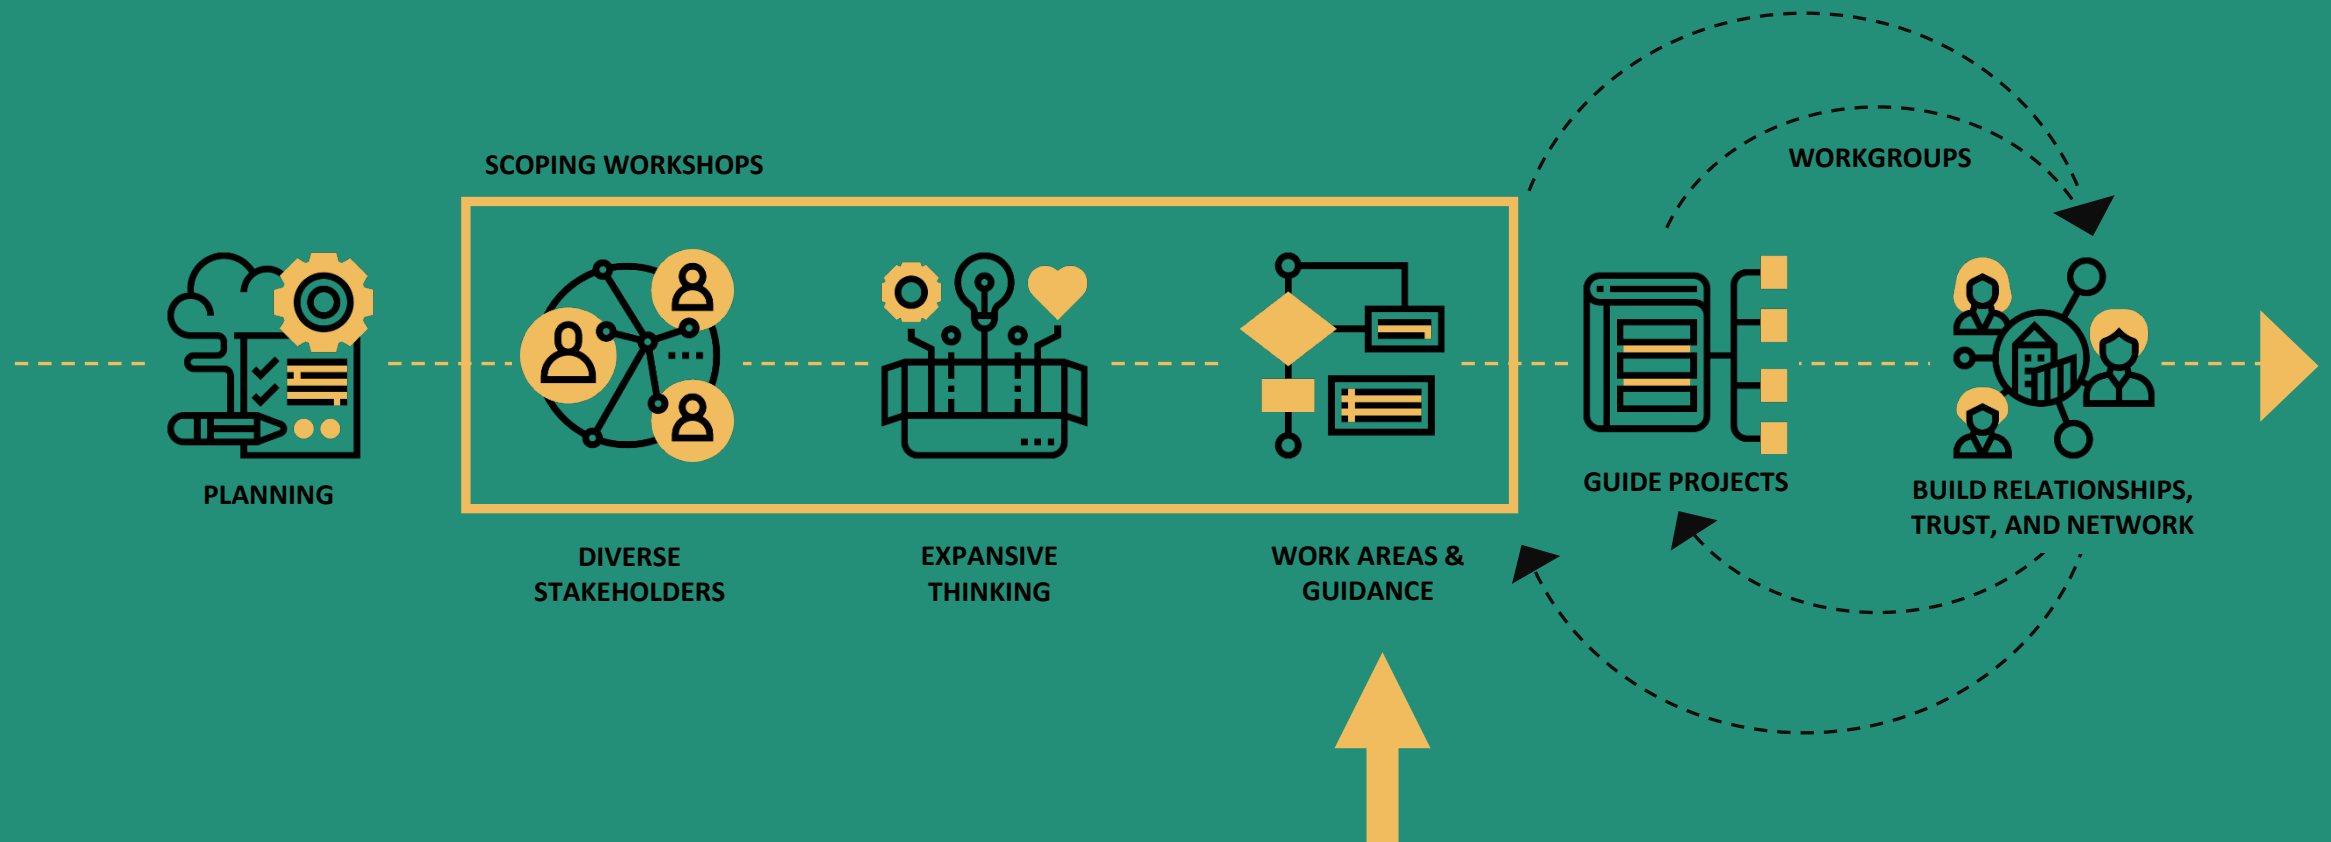 SCOPING WORKSHOPS
WORKGROUPS
PLANNING
DIVERSE
STAKEHOLDERS
EXPANSIVE
THINKING
WORK AREAS &
GUIDANCE
GUIDE PROJECTS
BUILD RELATIONSHIPS,
TRUST, AND NETWORK